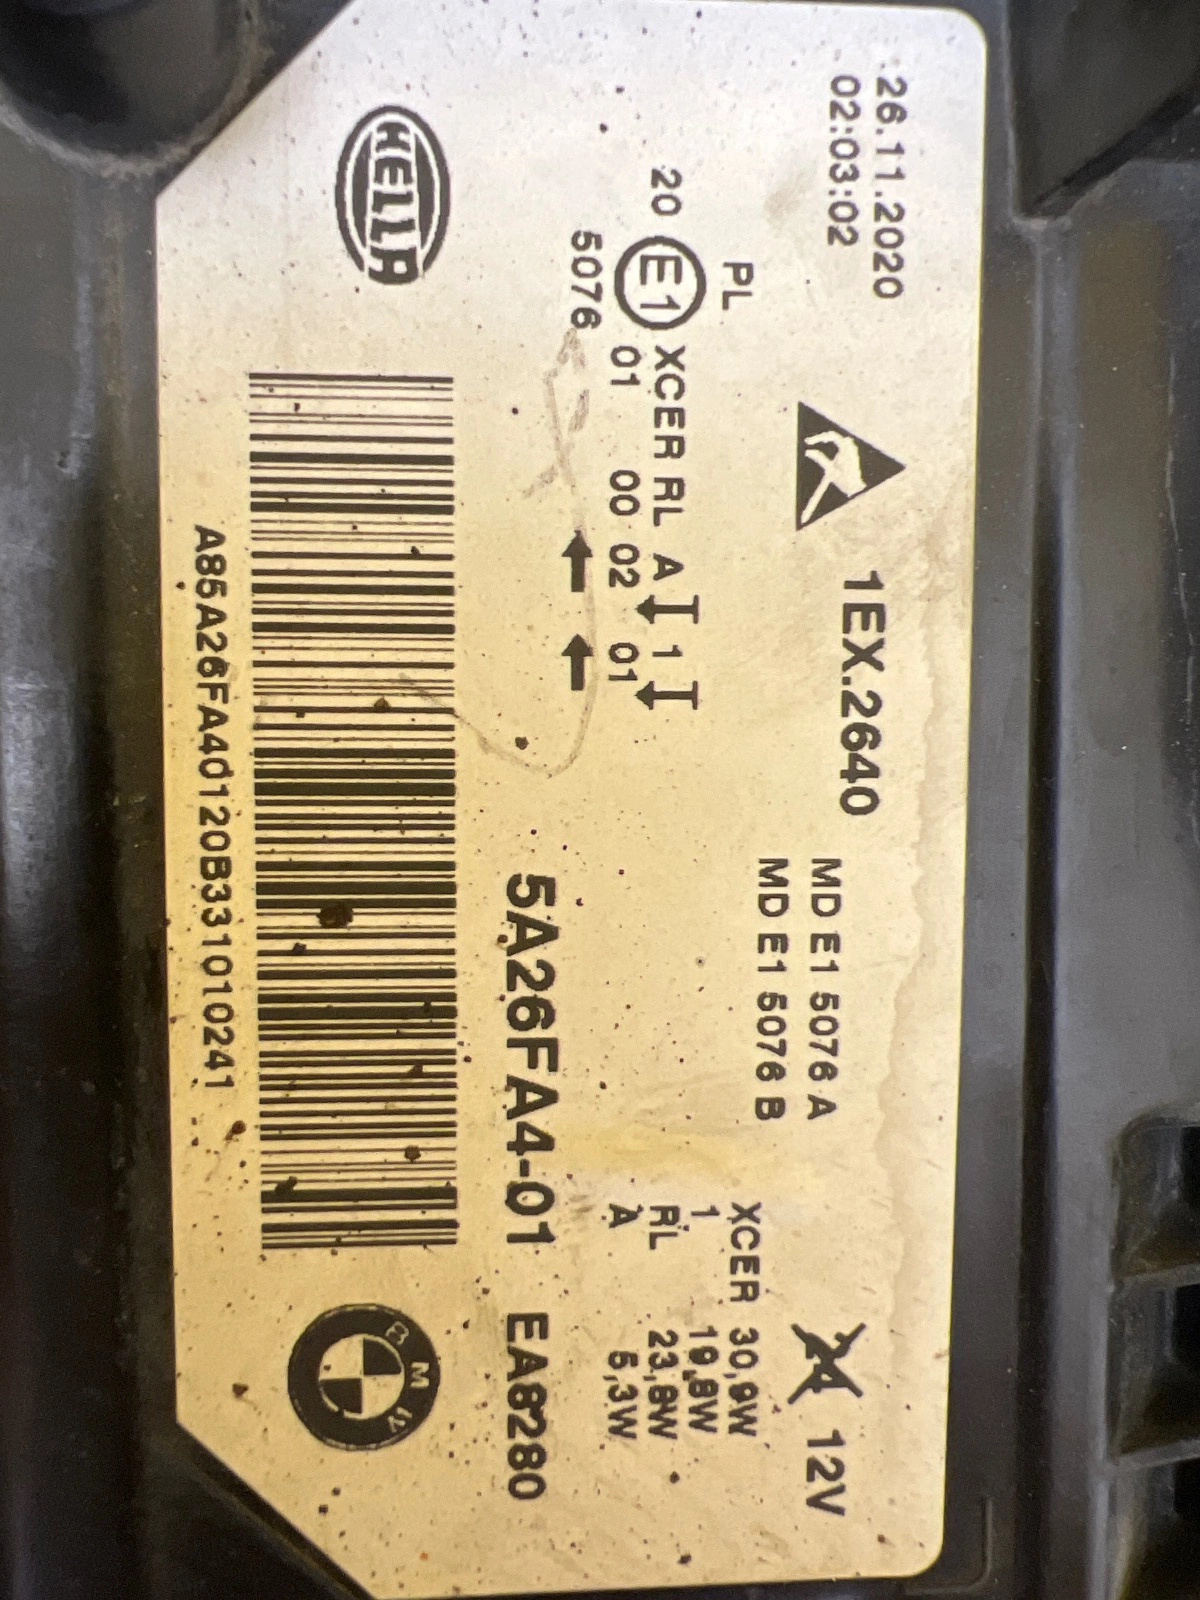 26.11.2020
02:03:02
1EX.2640
MD E1 5076 A
MD E1 5076 B
24 12V
PL
20 E1 XCER RL A 1
01 00 02 01
5076
XCER 30,9W
1 19,8W
RL 23,8W
A 5,3W
5A26FA4-01 EA8280
HELLA
A85A26FA40120B331010241
BMW